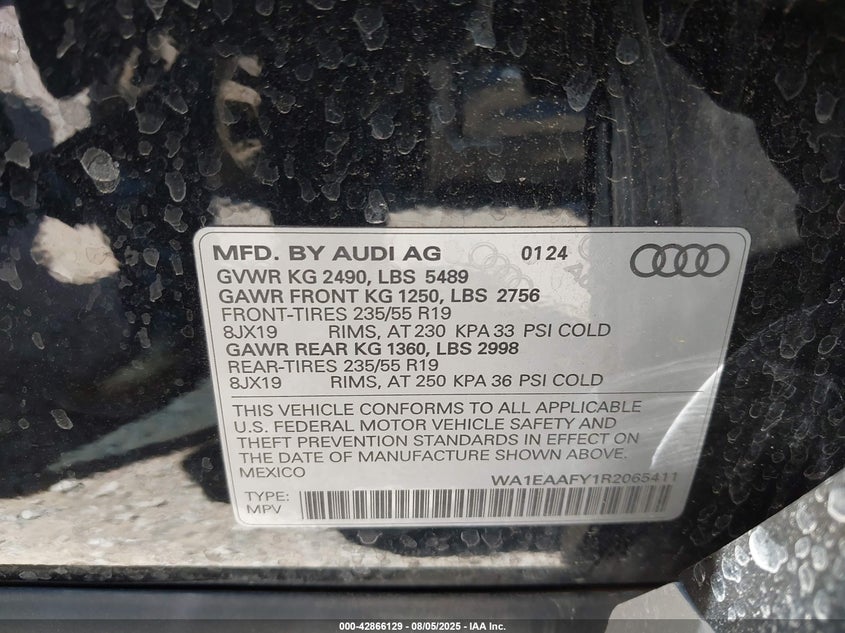 MFD. BY AUDI AG 0124
GVWR KG 2490, LBS 5489
GAWR FRONT KG 1250, LBS 2756
FRONT-TIRES 235/55 R19
8JX19 RIMS, AT 230 KPA 33 PSI COLD
GAWR REAR KG 1360, LBS 2998
REAR-TIRES 235/55 R19
8JX19 RIMS, AT 250 KPA 36 PSI COLD
THIS VEHICLE CONFORMS TO ALL APPLICABLE
U.S. FEDERAL MOTOR VEHICLE SAFETY AND
THEFT PREVENTION STANDARDS IN EFFECT ON
THE DATE OF MANUFACTURE SHOWN ABOVE.
MEXICO
WA1EAAFY1R2065411
TYPE:
MPV
000-42866129 - 08/05/2025 - IAA Inc.